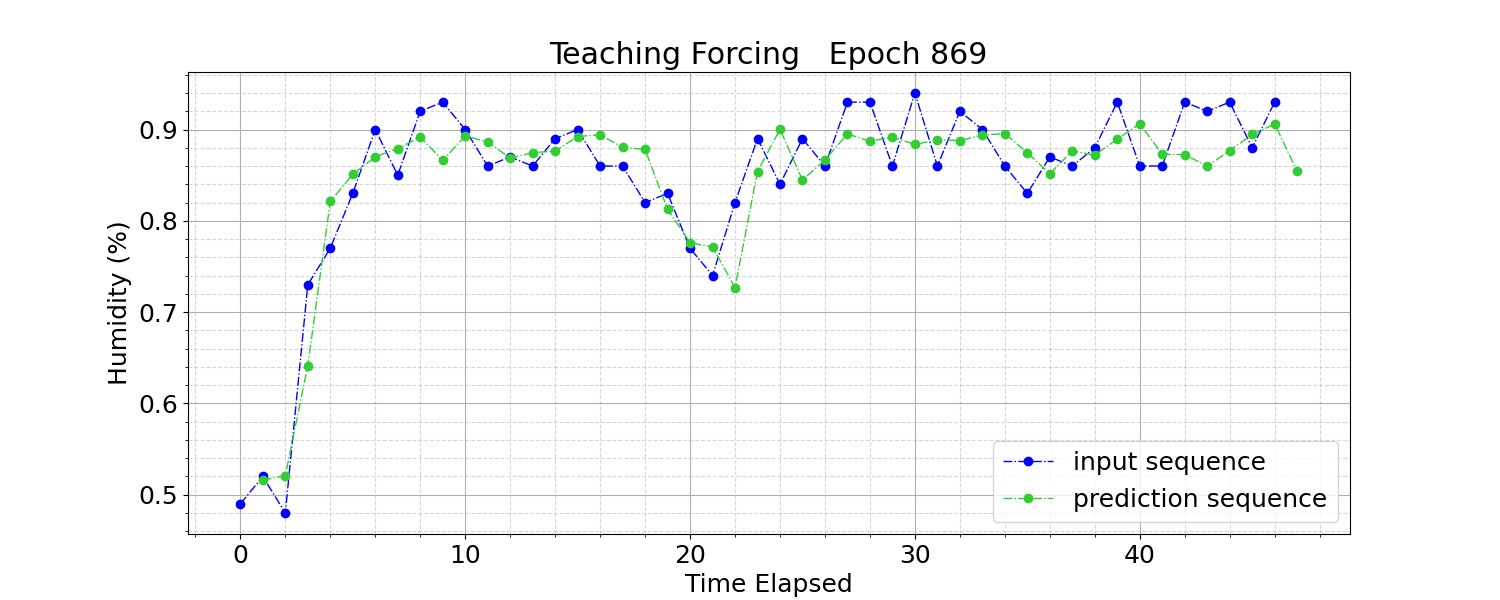 Teaching Forcing   Epoch 869
Humidity (%)
0.9
0.8
0.7
0.6
0.5
0
10
20
30
40
Time Elapsed
input sequence
prediction sequence